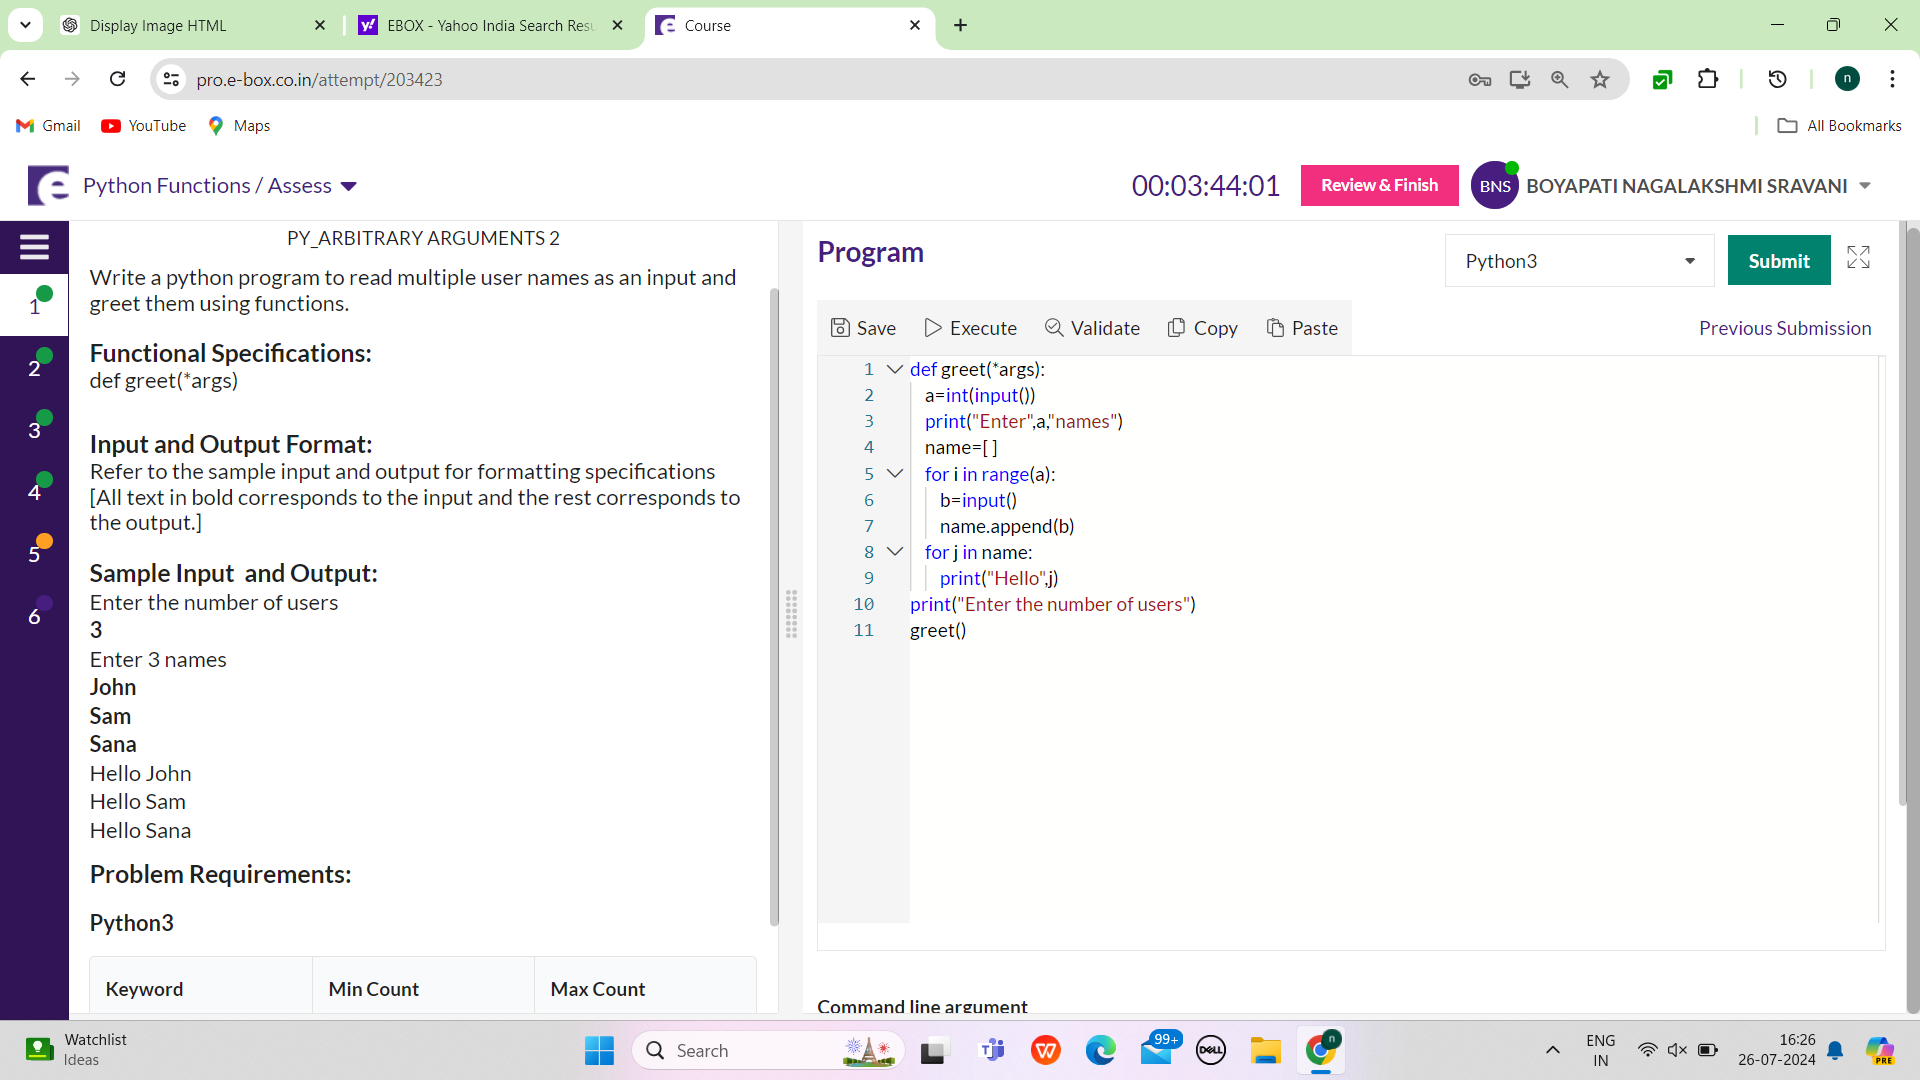 Display Image HTML
EBOX - Yahoo India Search Resu
Course
pro.e-box.co.in/attempt/203423
n
Gmail
YouTube
Maps
All Bookmarks
Python Functions / Assess
00:03:44:01
Review & Finish
BNS
BOYAPATI NAGALAKSHMI SRAVANI
1
2
3
4
5
6
PY_ARBITRARY ARGUMENTS 2
Write a python program to read multiple user names as an input and
greet them using functions.
Functional Specifications:
def greet(*args)
Input and Output Format:
Refer to the sample input and output for formatting specifications
[All text in bold corresponds to the input and the rest corresponds to
the output.]
Sample Input  and Output:
Enter the number of users
3
Enter 3 names
John
Sam
Sana
Hello John
Hello Sam
Hello Sana
Problem Requirements:
Python3
Keyword Min Count Max Count
Program
Python3
Submit
Save
Execute
Validate
Copy
Paste
Previous Submission
1 def greet(*args):
2 a=int(input())
3 print("Enter",a,"names")
4 name=[ ]
5 for i in range(a):
6 b=input()
7 name.append(b)
8 for j in name:
9 print("Hello",j)
10 print("Enter the number of users")
11 greet()
Command line argument
Watchlist
Ideas
Search
99+
DELL
n
ENG
IN
16:26
26-07-2024
PRE